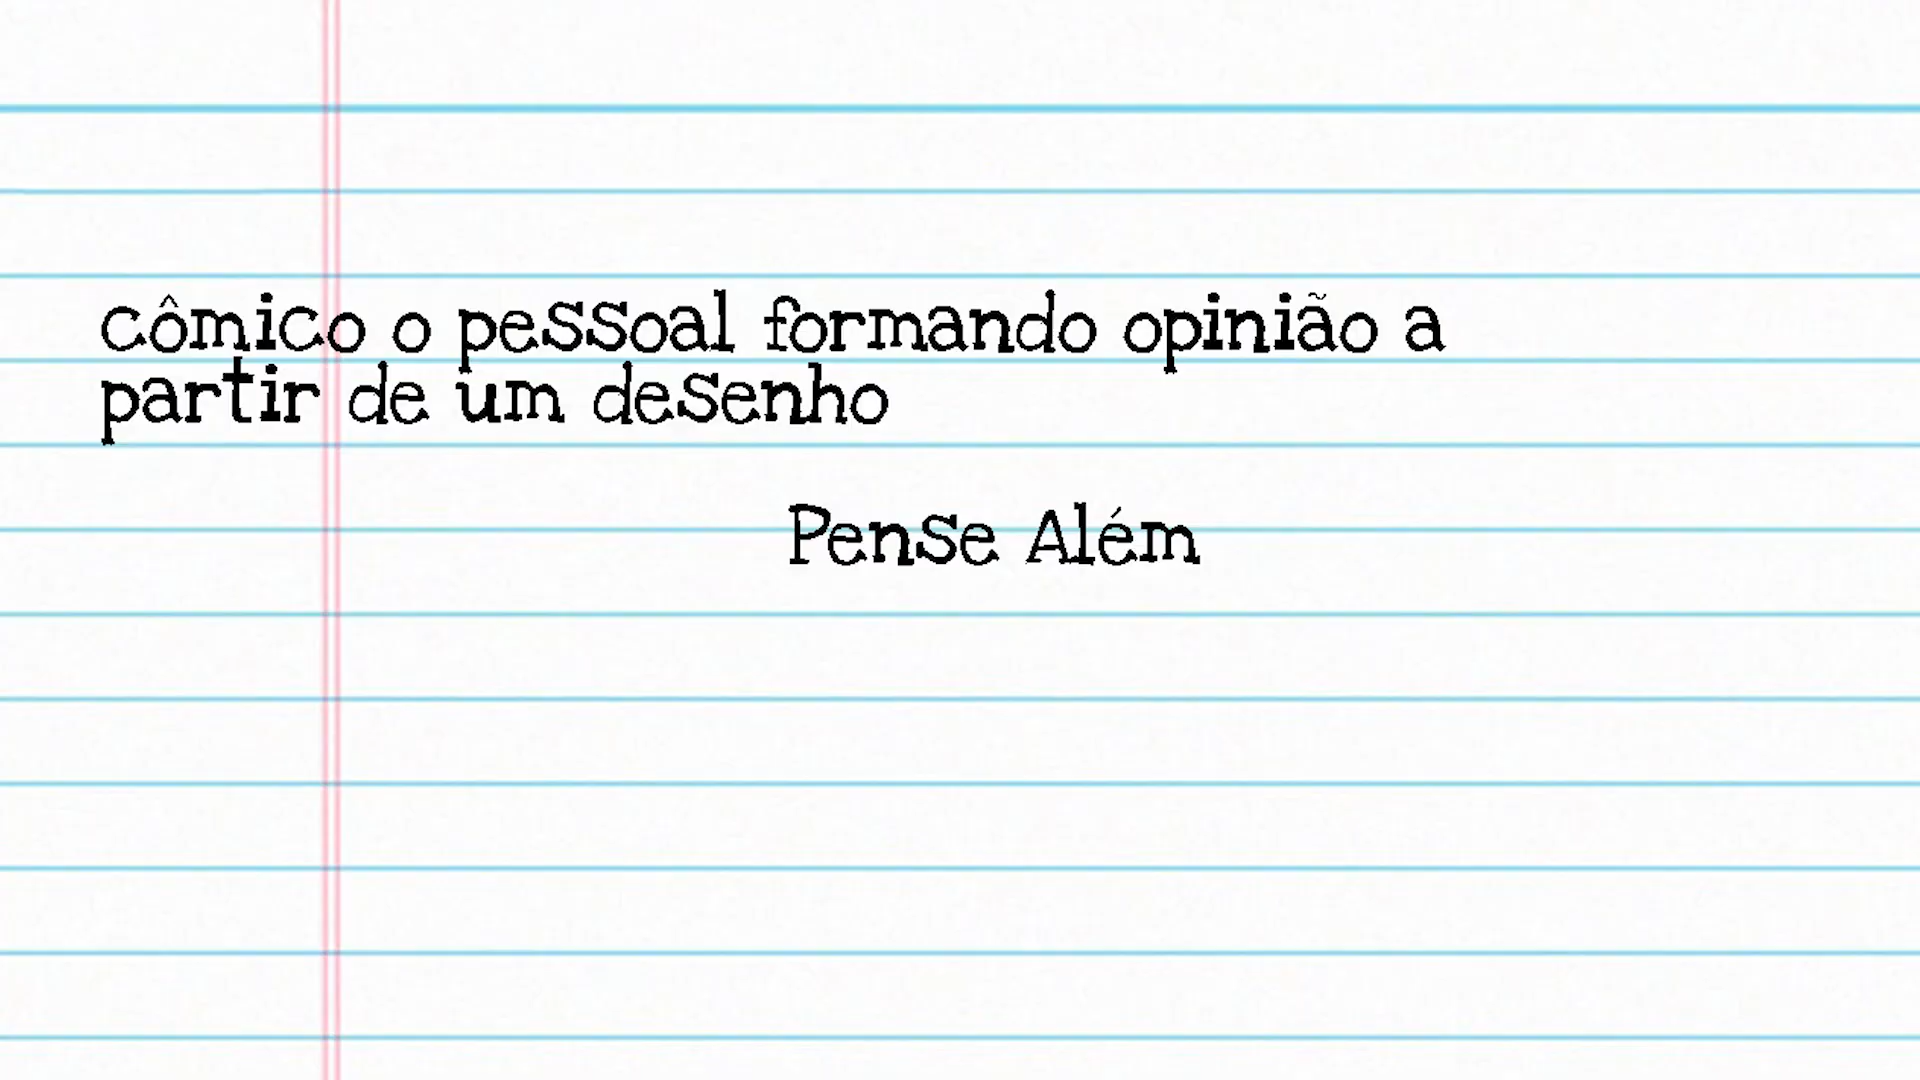 cômico o pessoal formando opinião a
partir de um desenho
Pense Além